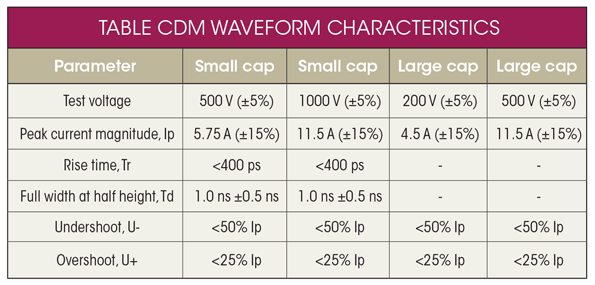 TABLE CDM WAVEFORM CHARACTERISTICS
Parameter Small cap Small cap Large cap Large cap
Test voltage 500 V (±5%) 1000 V (±5%) 200 V (±5%) 500 V (±5%)
Peak current magnitude, Ip 5.75 A (±15%) 11.5 A (±15%) 4.5 A (±15%) 11.5 A (±15%)
Rise time, Tr <400 ps <400 ps - -
Full width at half height, Td 1.0 ns ±0.5 ns 1.0 ns ±0.5 ns - -
Undershoot, U- <50% Ip <50% Ip <50% Ip <50% Ip
Overshoot, U+ <25% Ip <25% Ip <25% Ip <25% Ip